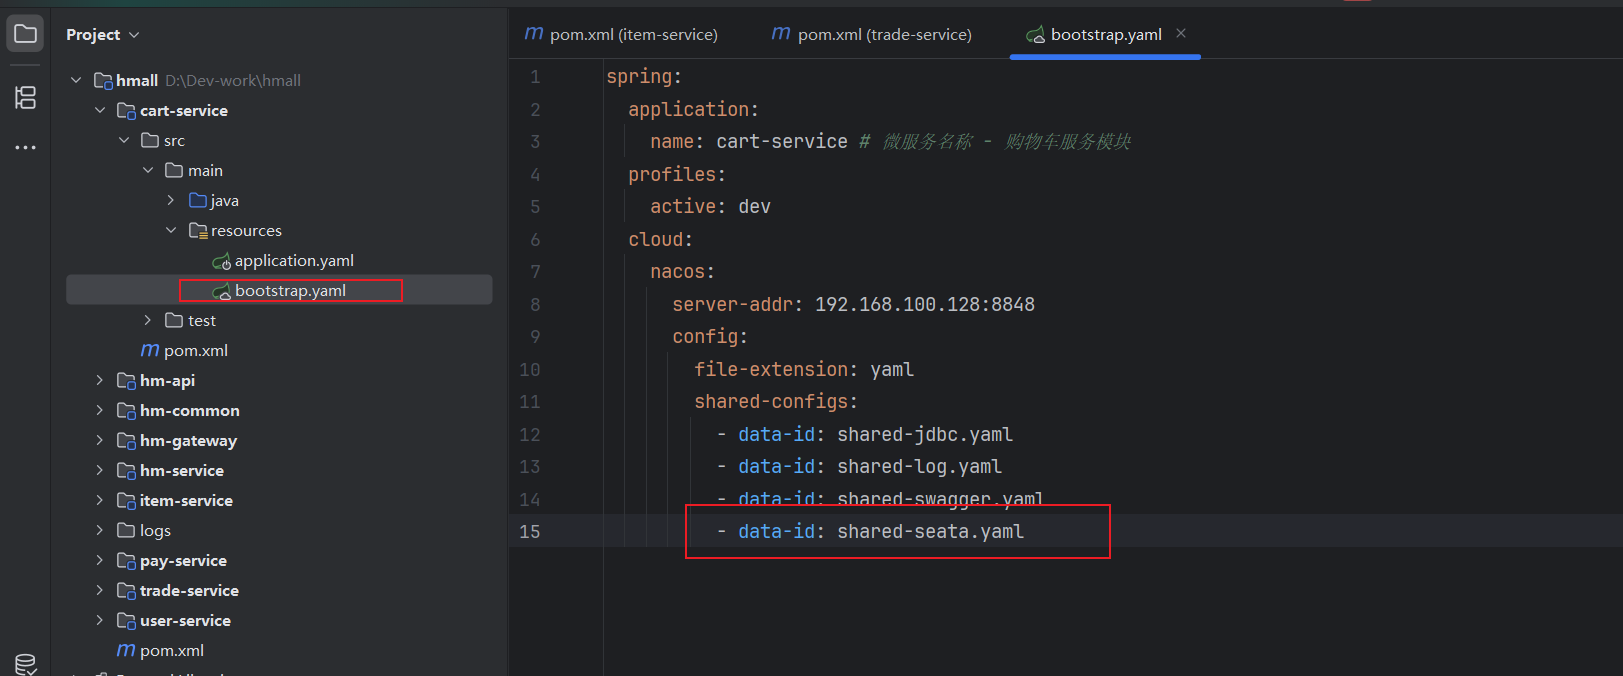 Project
pom.xml (item-service)
pom.xml (trade-service)
bootstrap.yaml
hmall D:\Dev-work\hmall
cart-service
src
main
java
resources
application.yaml
bootstrap.yaml
test
pom.xml
hm-api
hm-common
hm-gateway
hm-service
item-service
logs
pay-service
trade-service
user-service
pom.xml
1 spring:
2 application:
3 name: cart-service # 微服务名称 - 购物车服务模块
4 profiles:
5 active: dev
6 cloud:
7 nacos:
8 server-addr: 192.168.100.128:8848
9 config:
10 file-extension: yaml
11 shared-configs:
12 - data-id: shared-jdbc.yaml
13 - data-id: shared-log.yaml
14 - data-id: shared-swagger.yaml
15 - data-id: shared-seata.yaml